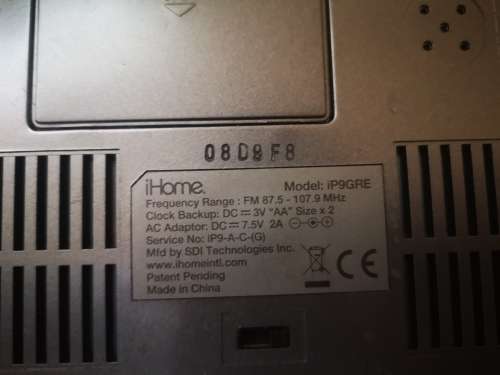 08D8F8
iHome. Model: iP9GRE
Frequency Range : FM 87.5 - 107.9 MHz
Clock Backup: DC ⎓ 3V "AA" Size x 2
AC Adaptor: DC ⎓ 7.5V 2A
Service No: IP9-A-C-(G)
Mfd by SDI Technologies Inc.
www.ihomeintl.com
Patent Pending
Made in China
CE